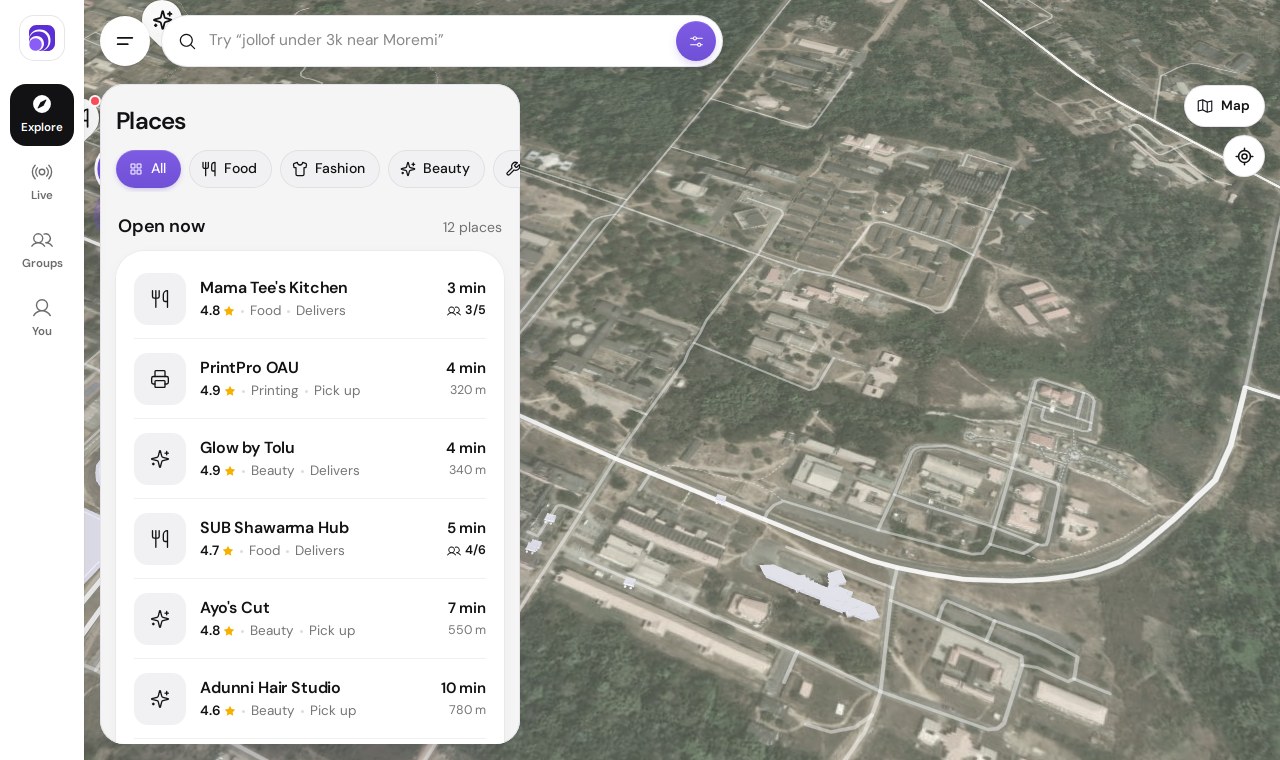 Try “jollof under 3k near Moremi”
Explore
Live
Groups
You
Map
Places
All
Food
Fashion
Beauty
Open now
12 places
Mama Tee's Kitchen
3 min
4.8 • Food • Delivers
3/5
PrintPro OAU
4 min
4.9 • Printing • Pick up
320 m
Glow by Tolu
4 min
4.9 • Beauty • Delivers
340 m
SUB Shawarma Hub
5 min
4.7 • Food • Delivers
4/6
Ayo's Cut
7 min
4.8 • Beauty • Pick up
550 m
Adunni Hair Studio
10 min
4.6 • Beauty • Pick up
780 m